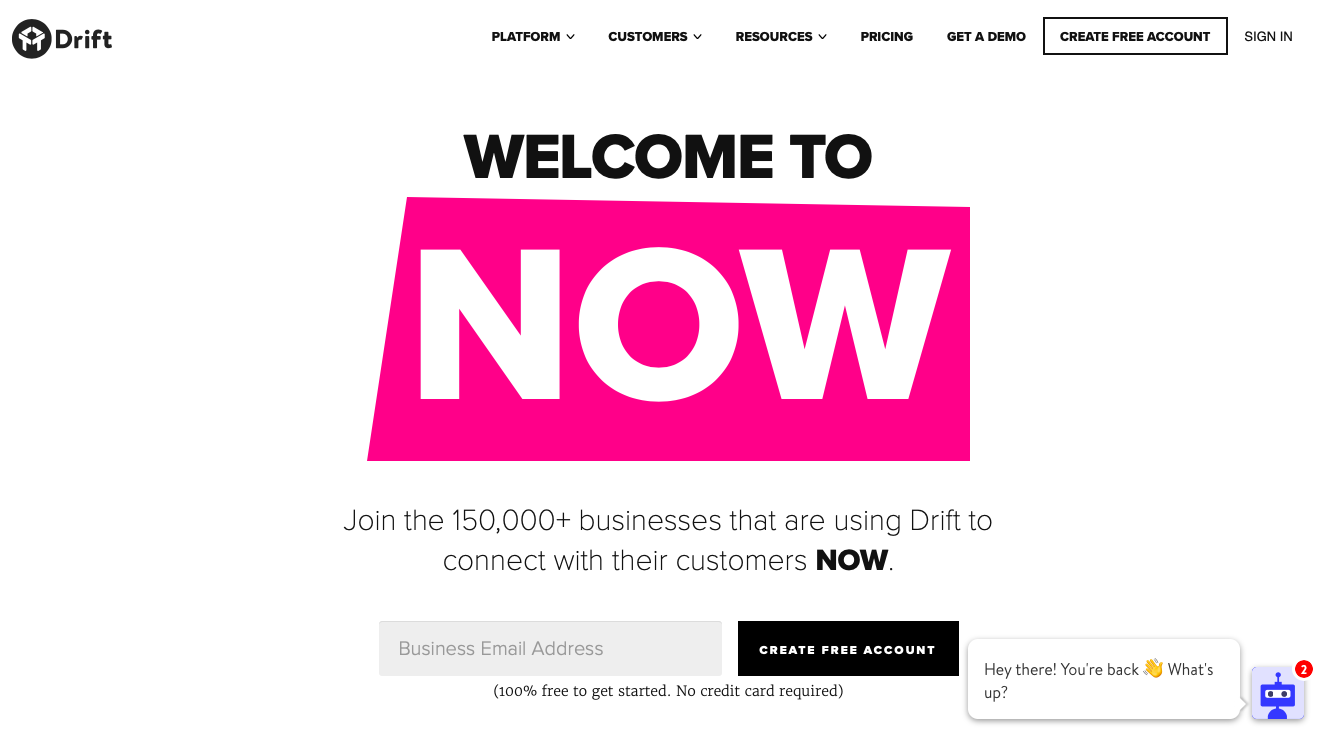 Drift
PLATFORM
CUSTOMERS
RESOURCES
PRICING
GET A DEMO
CREATE FREE ACCOUNT
SIGN IN
WELCOME TO
NOW
Join the 150,000+ businesses that are using Drift to
connect with their customers NOW.
Business Email Address
CREATE FREE ACCOUNT
(100% free to get started. No credit card required)
Hey there! You're back 👋 What's
up?
2